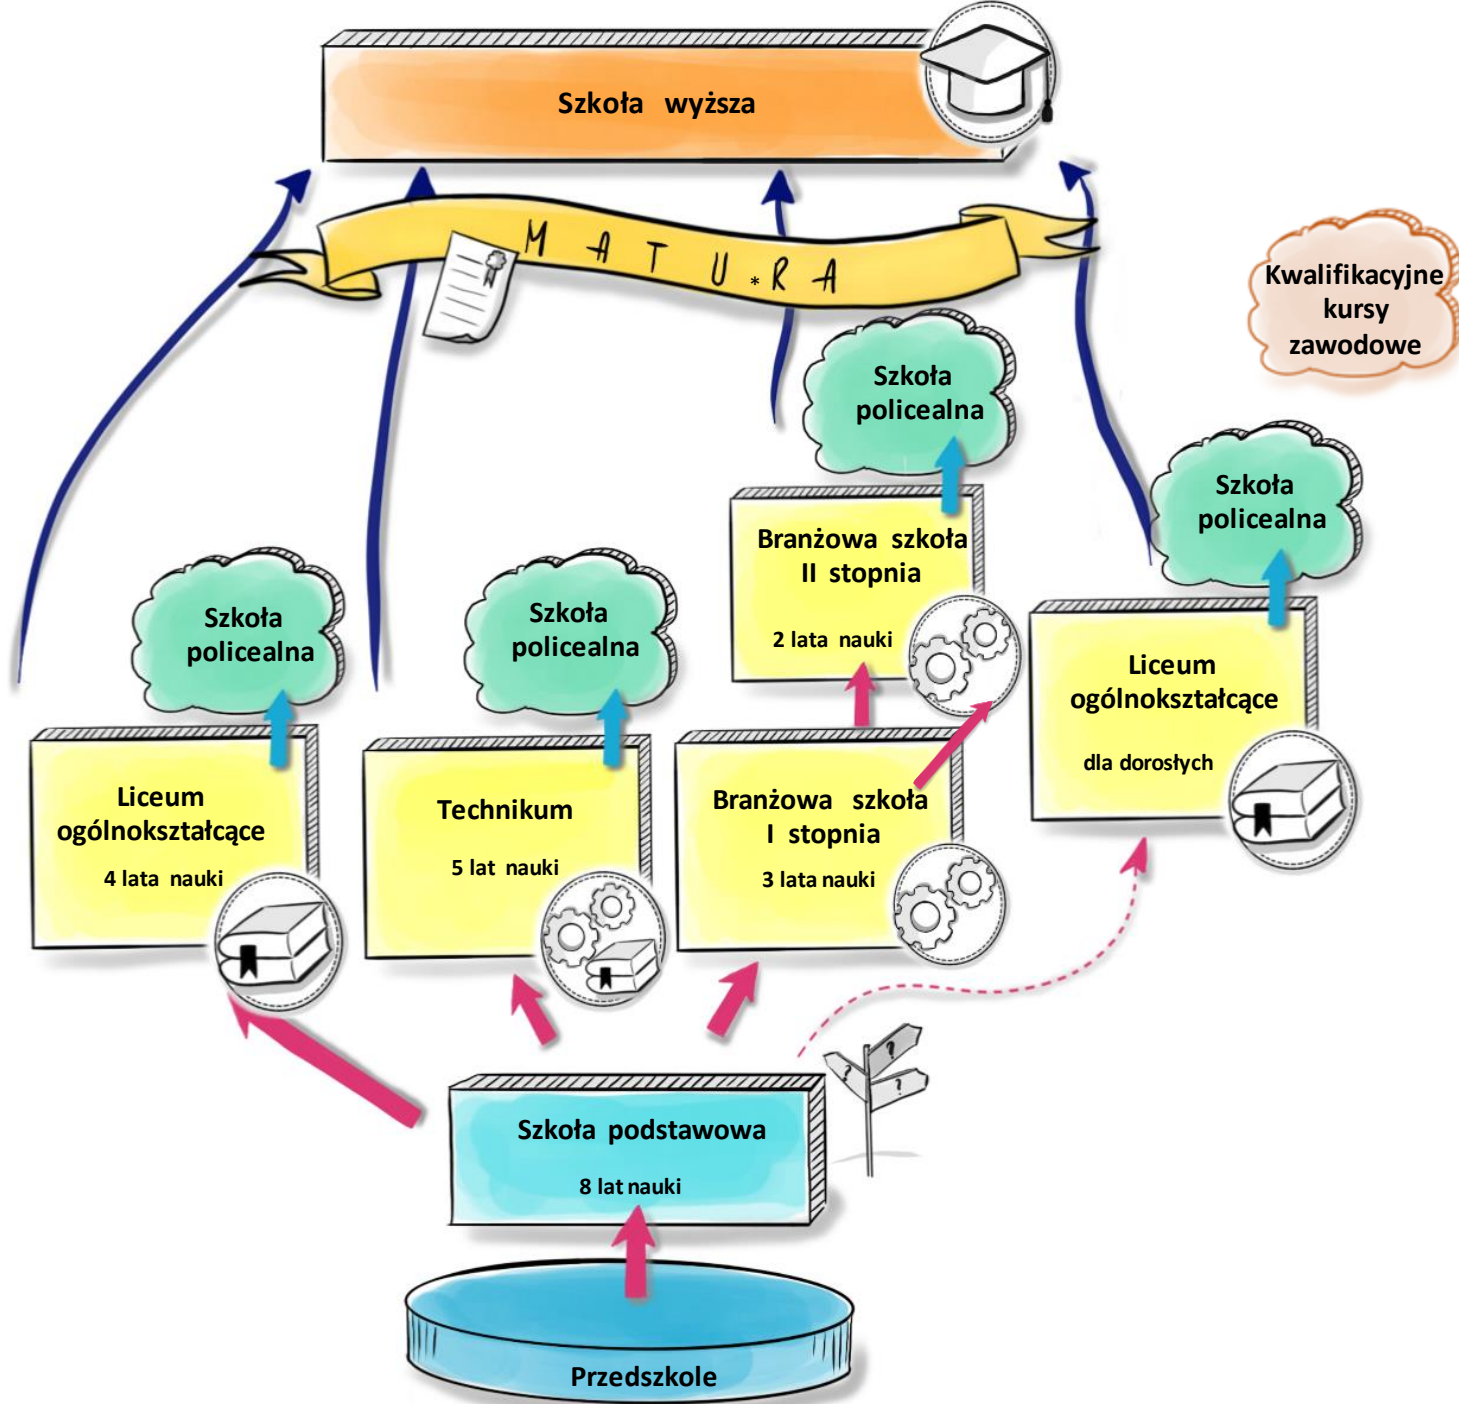 Szkoła wyższa
MATU*RA
Kwalifikacyjne
kursy
zawodowe
Szkoła
policealna
Szkoła
policealna
Branżowa szkoła
II stopnia
2 lata nauki
Szkoła
policealna
Szkoła
policealna
Liceum
ogólnokształcące
dla dorosłych
Liceum
ogólnokształcące
4 lata nauki
Technikum
5 lat nauki
Branżowa szkoła
I stopnia
3 lata nauki
?
?
?
Szkoła podstawowa
8 lat nauki
Przedszkole